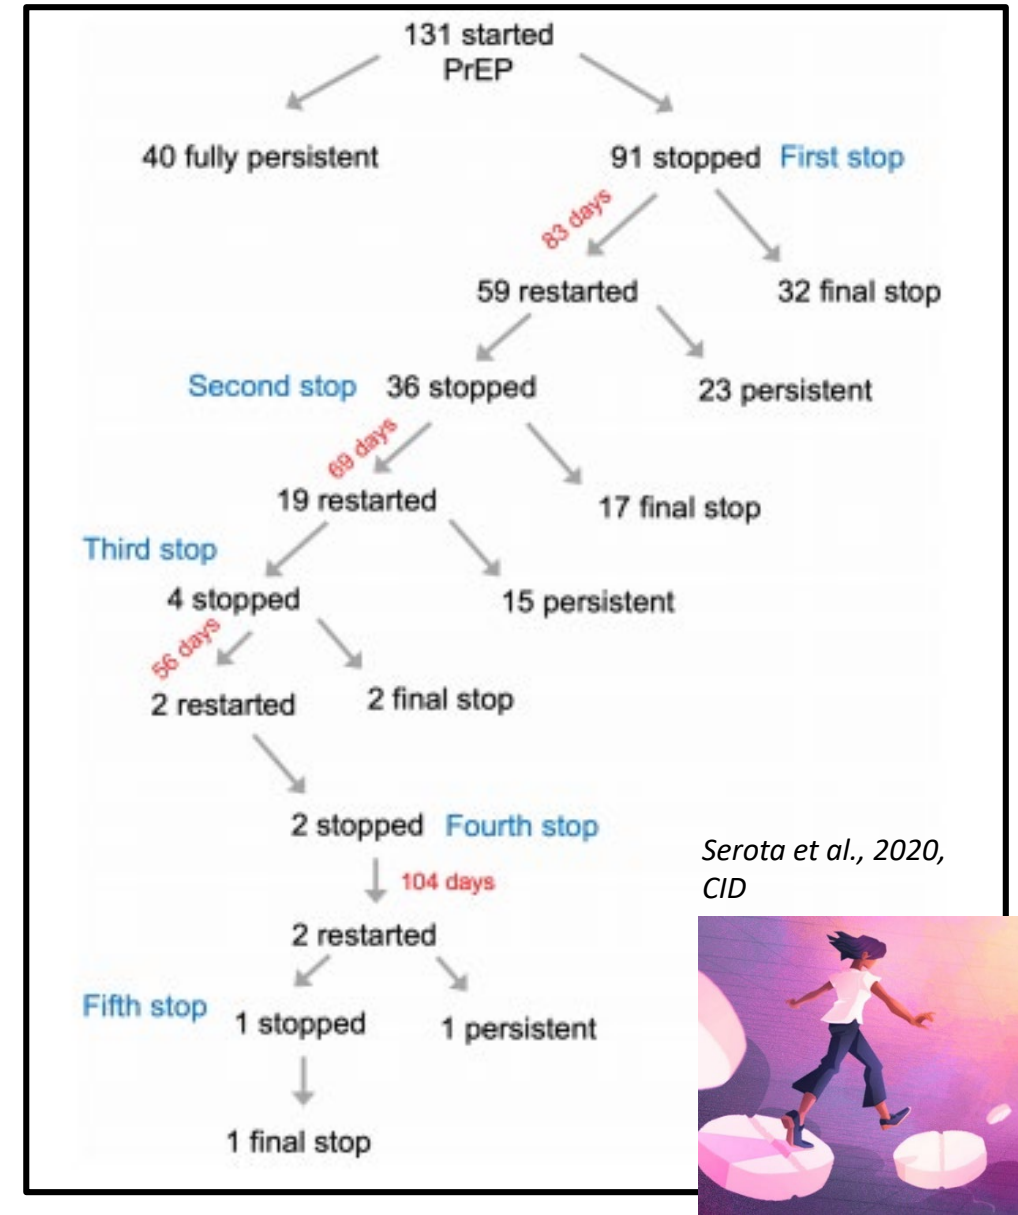 131 started
PrEP
40 fully persistent
91 stopped First stop
83 days
59 restarted
32 final stop
Second stop 36 stopped
23 persistent
69 days
19 restarted
17 final stop
Third stop
4 stopped
15 persistent
56 days
2 restarted
2 final stop
2 stopped Fourth stop
104 days
2 restarted
Fifth stop
1 stopped
1 persistent
1 final stop
Serota et al., 2020,
CID